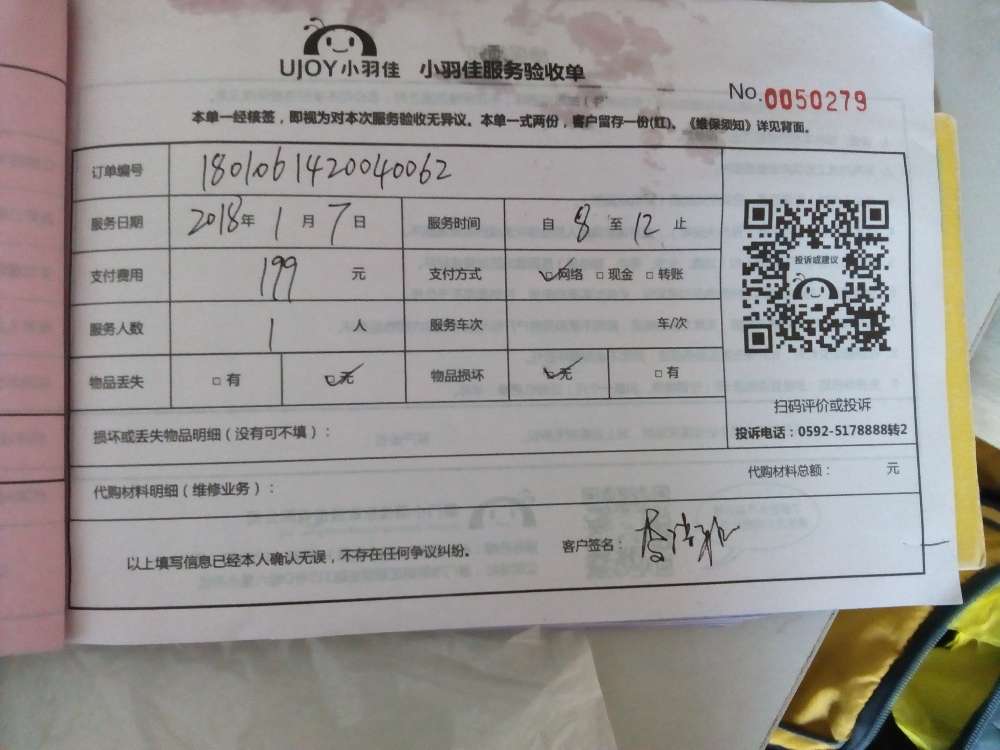 UJOY小羽佳 小羽佳服务验收单
No.0050279
本单一经核签，即视为对本次服务验收无异议。本单一式两份，客户留存一份(红)。《维保须知》详见背面。
订单编号 1801061420040062
服务日期 2018年 1 月 7 日 服务时间 自 8 至 12 止
支付费用 199 元 支付方式 ☑网络 □现金 □转账
服务人数 1 人 服务车次 车/次
物品丢失 □有 ☑无 物品损坏 ☑无 □有
投诉或建议
扫码评价或投诉
投诉电话：0592-5178888转2
损坏或丢失物品明细（没有可不填）：
代购材料明细（维修业务）： 代购材料总额： 元
以上填写信息已经本人确认无误，不存在任何争议纠纷。 客户签名：